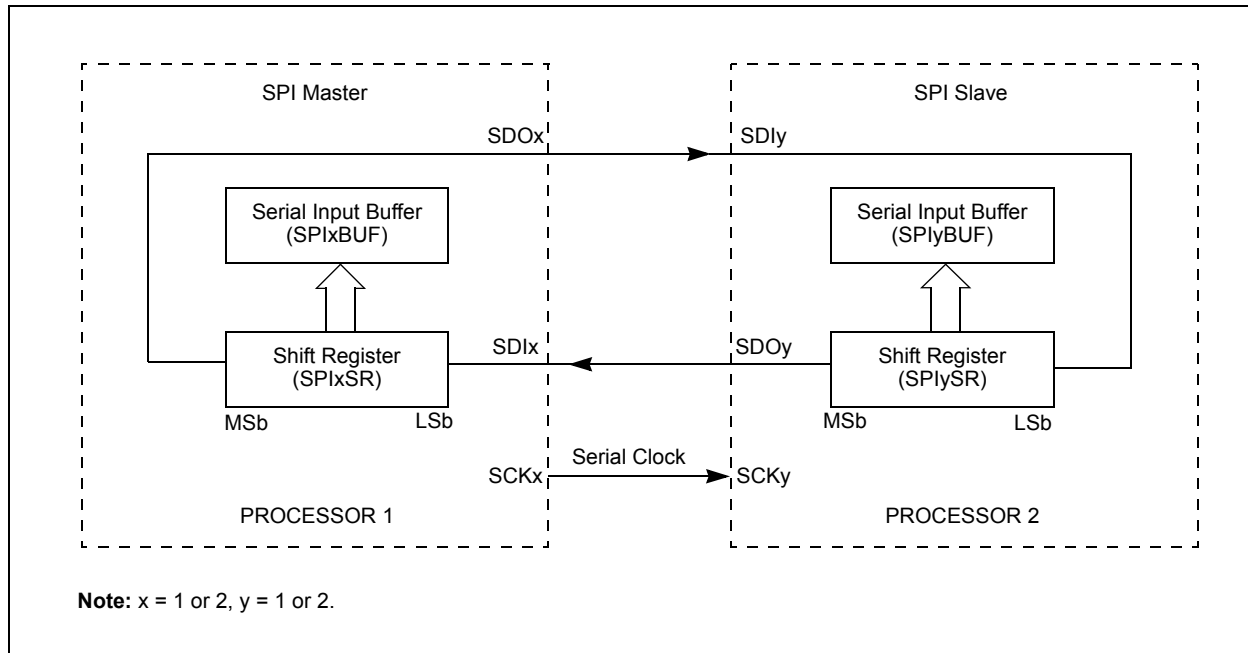 SPI Master
SPI Slave
SDOx
SDIy
Serial Input Buffer
(SPIxBUF)
Serial Input Buffer
(SPIyBUF)
Shift Register
(SPIxSR)
SDIx
SDOy
Shift Register
(SPIySR)
MSb
LSb
MSb
LSb
Serial Clock
SCKx
SCKy
PROCESSOR 1
PROCESSOR 2
Note: x = 1 or 2, y = 1 or 2.